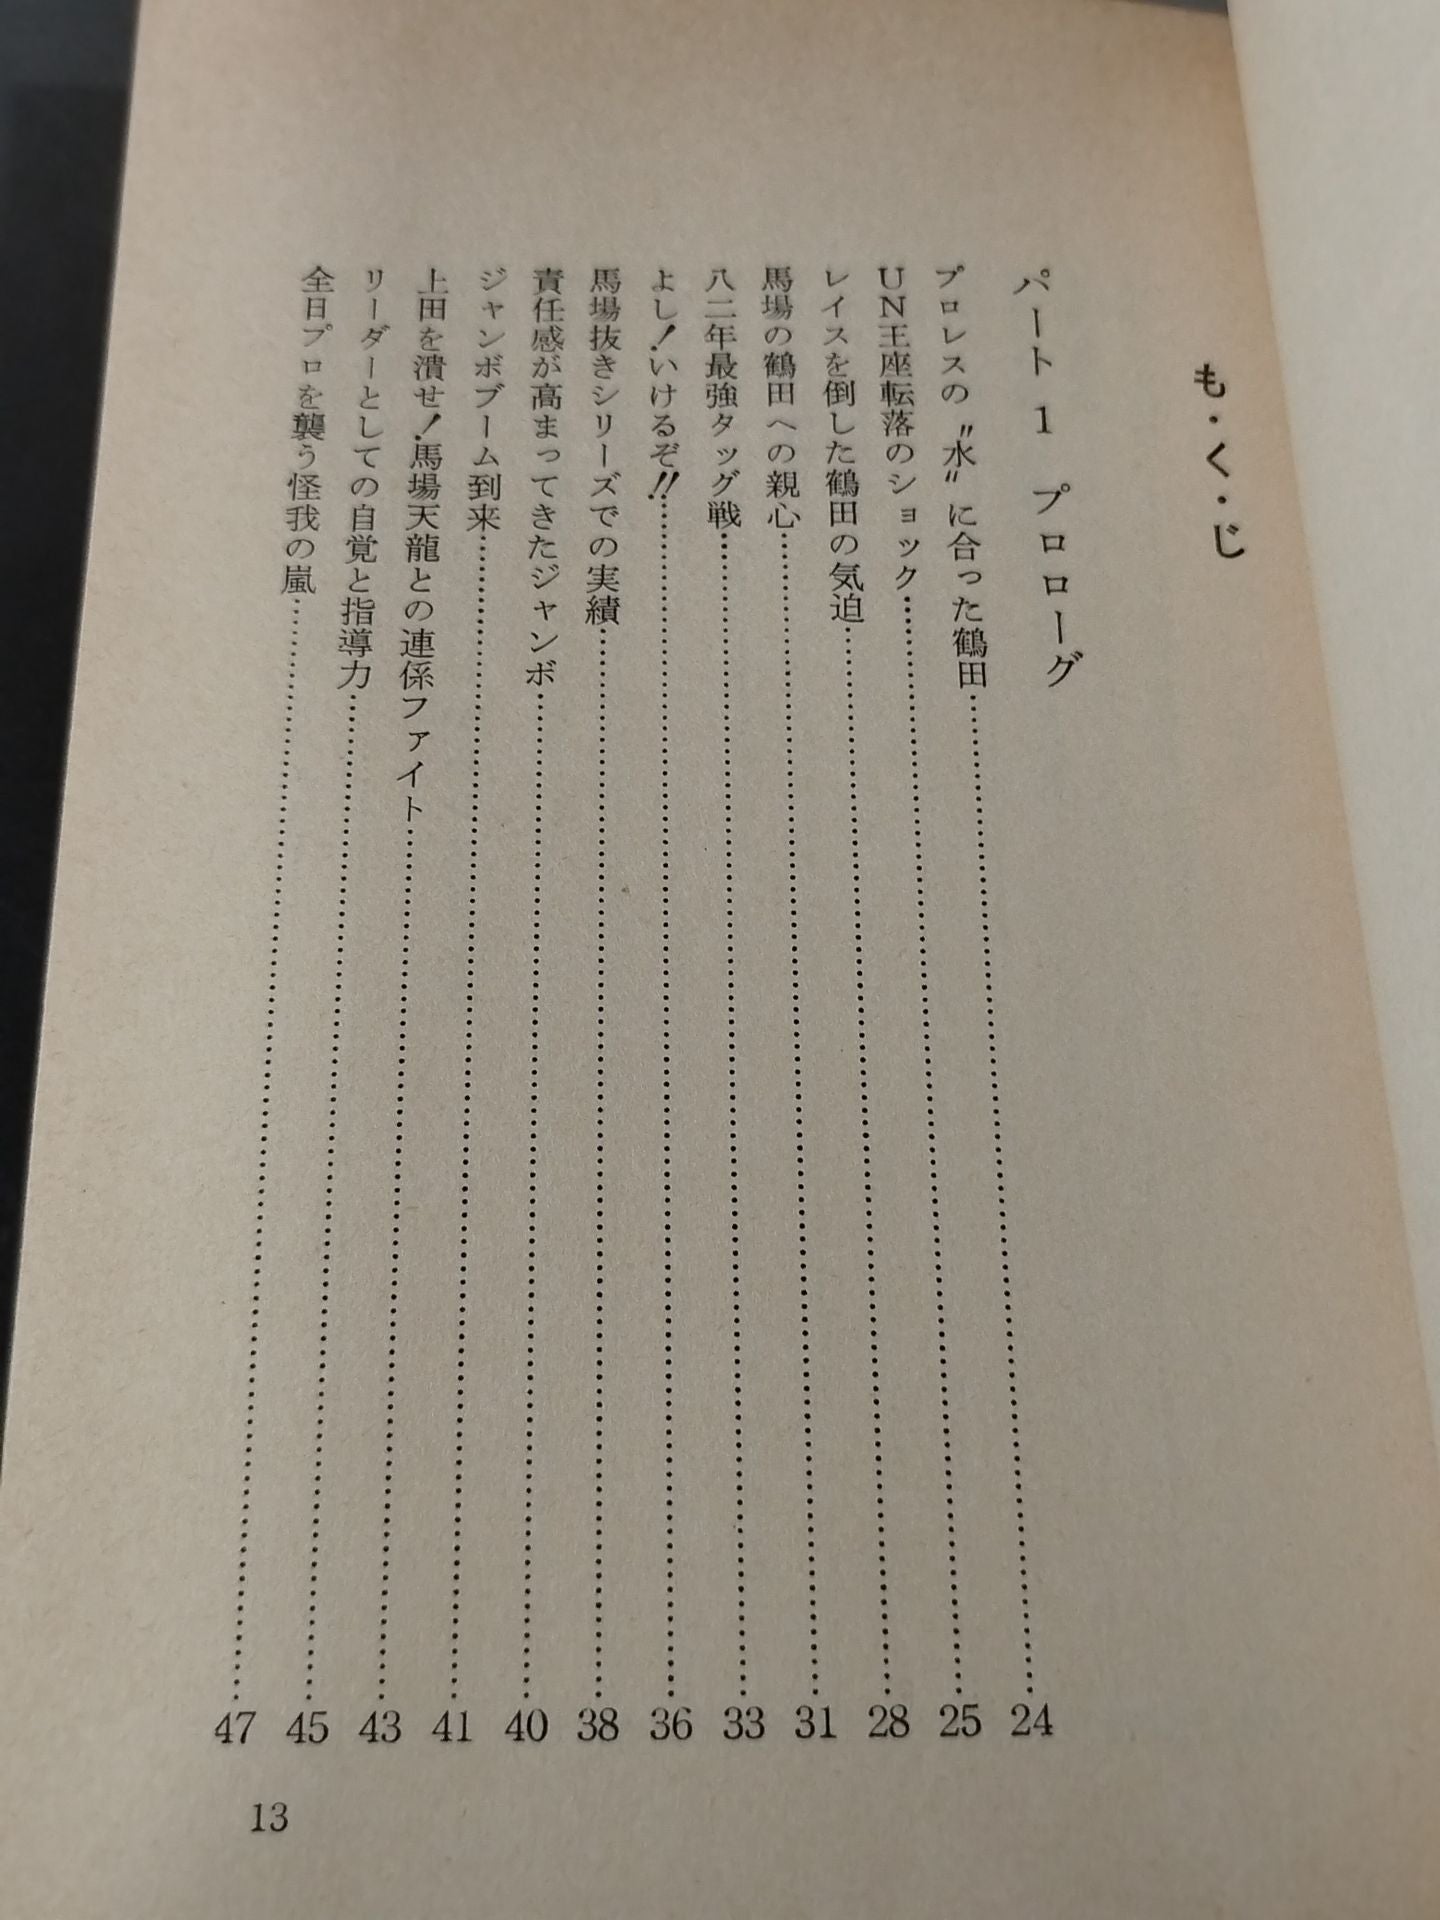 も・く・じ
パート1 プロローグ
プロレスの〝水〟に合った鶴田……24
UN王座転落のショック……25
レイスを倒した鶴田の気迫……28
馬場の鶴田への親心……31
八二年最強タッグ戦……33
よし！いけるぞ!!……36
馬場抜きシリーズでの実績……38
責任感が高まってきたジャンボ……40
ジャンボブーム到来……41
上田を潰せ！馬場天龍との連係ファイト……43
リーダーとしての自覚と指導力……45
全日プロを襲う怪我の嵐……47
13